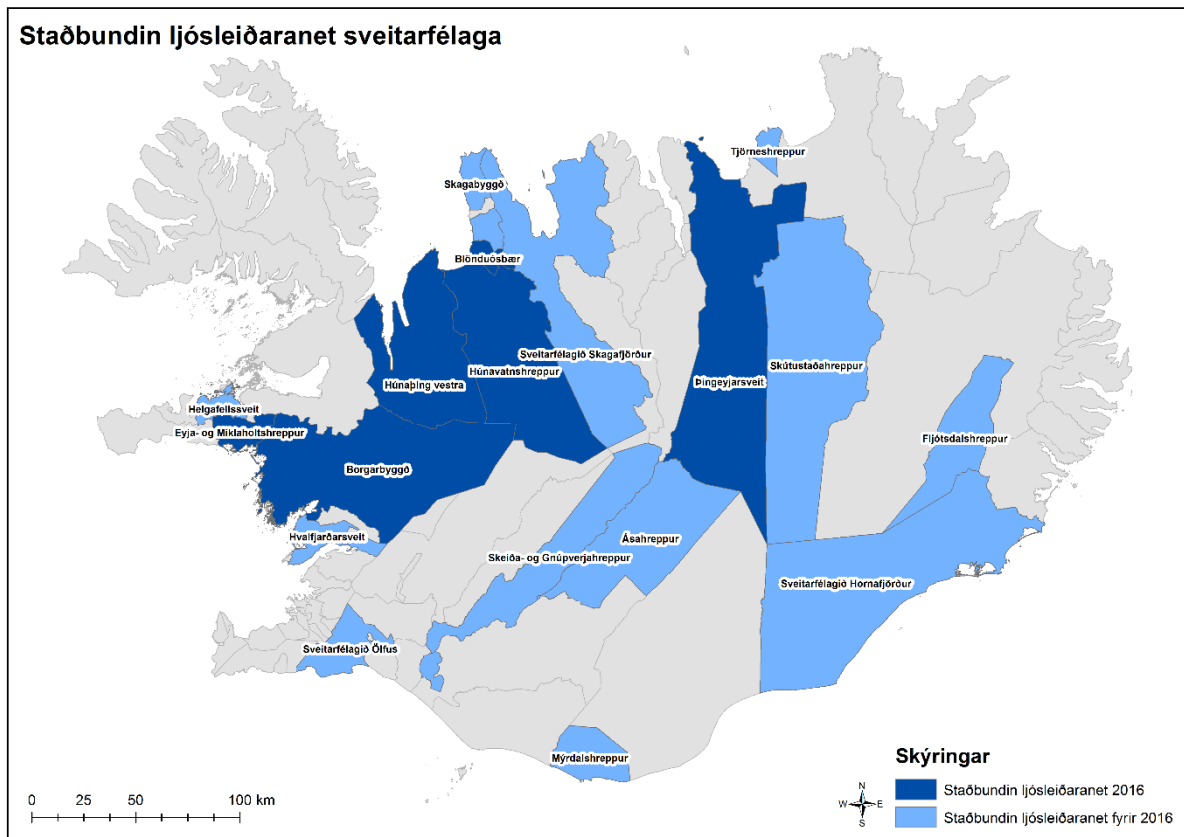 Staðbundin ljósleiðaranet sveitarfélaga
Tjörneshreppur
Skagabyggð
Blönduósbær
Sveitarfélagið Skagafjörður
Húnavatnshreppur
Skútustaðahreppur
Húnaþing vestra
Þingeyjarsveit
Helgafellssveit
Eyja- og Miklaholtshreppur
Fljótsdalshreppur
Borgarbyggð
Hvalfjarðarsveit
Ásahreppur
Skeiða- og Gnúpverjahreppur
Sveitarfélagið Hornafjörður
Sveitarfélagið Ölfus
Mýrdalshreppur
Skýringar
Staðbundin ljósleiðaranet 2016
Staðbundin ljósleiðaranet fyrir 2016
N
W E
S
0 25 50 100 km